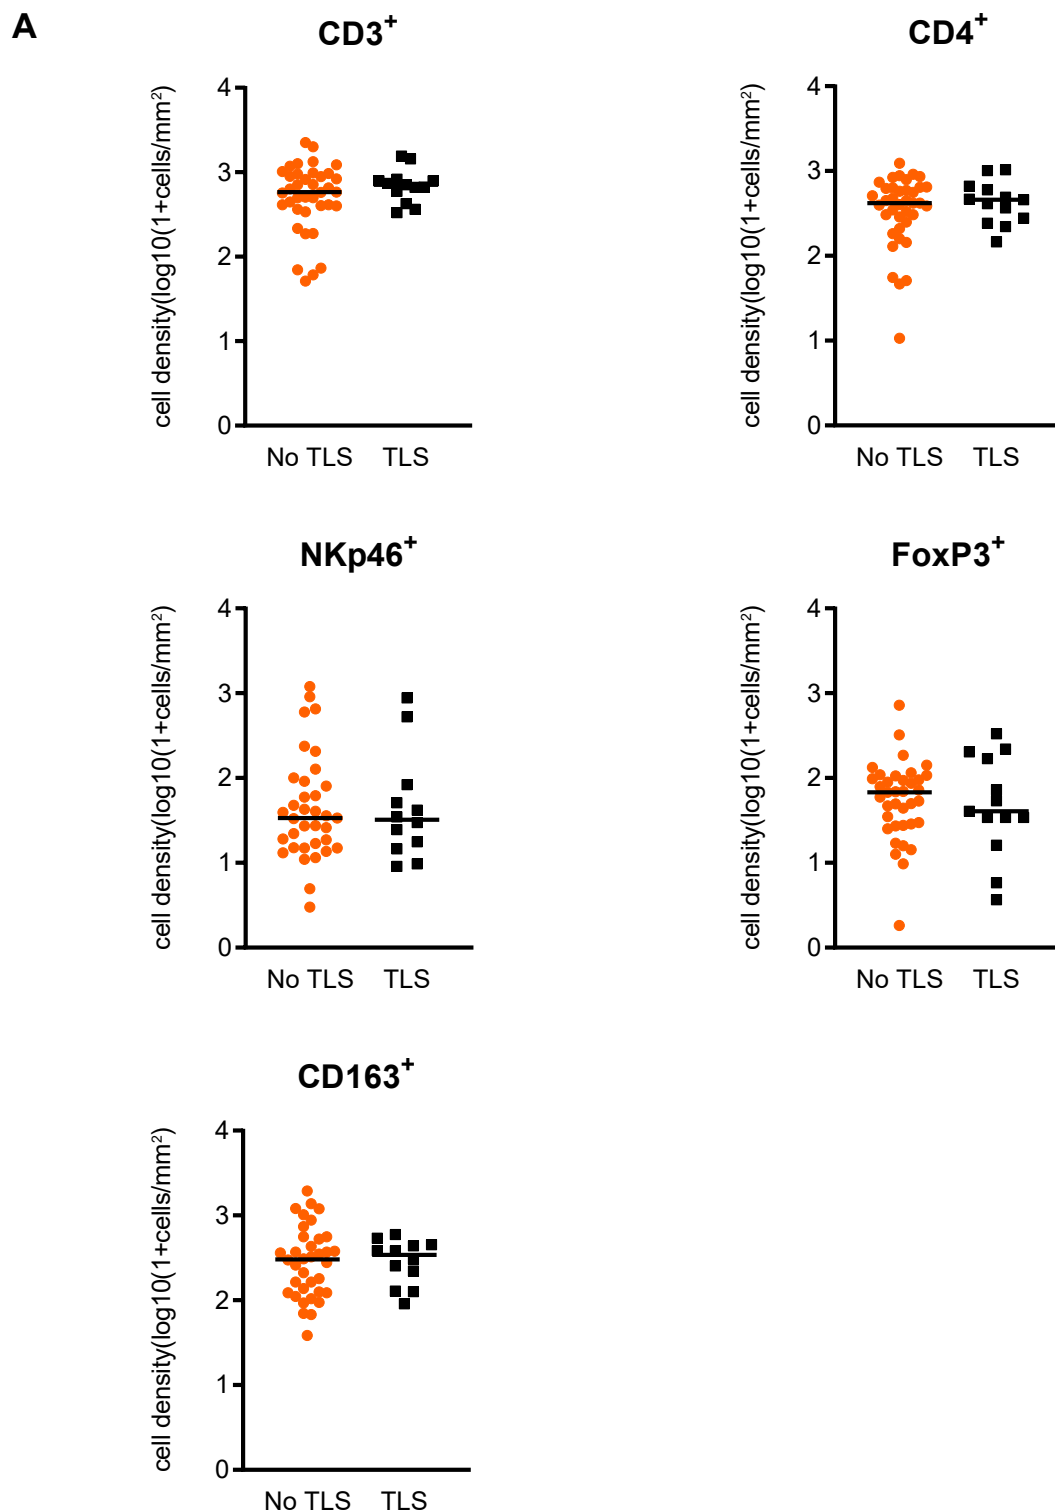 A
CD3⁺
cell density(log10(1+cells/mm²)
4
3
2
1
0
No TLS TLS
CD4⁺
cell density(log10(1+cells/mm²)
4
3
2
1
0
No TLS TLS
NKp46⁺
cell density(log10(1+cells/mm²)
4
3
2
1
0
No TLS TLS
FoxP3⁺
cell density(log10(1+cells/mm²)
4
3
2
1
0
No TLS TLS
CD163⁺
cell density(log10(1+cells/mm²)
4
3
2
1
0
No TLS TLS